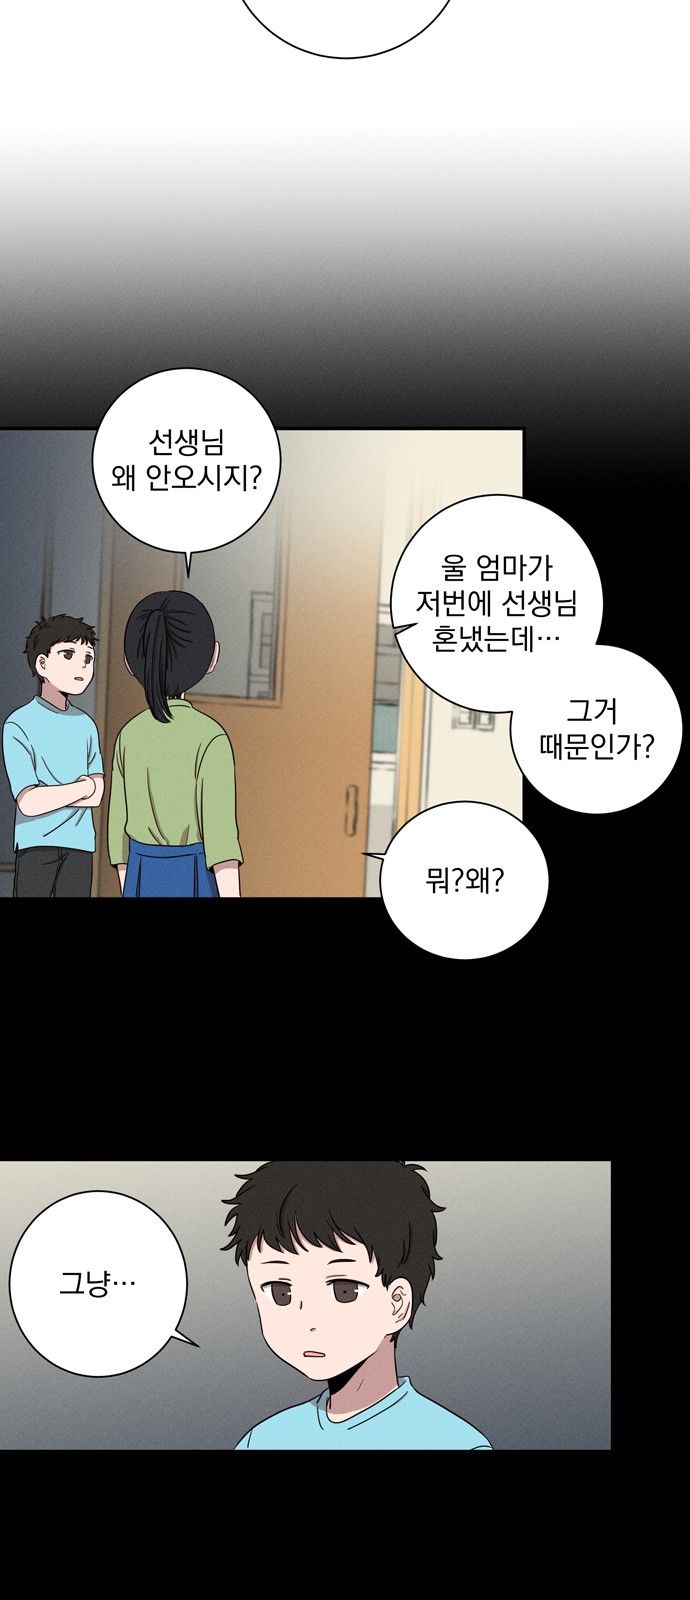 선생님
왜 안오시지?
울 엄마가
저번에 선생님
혼냈는데…
그거
때문인가?
뭐?왜?
그냥…